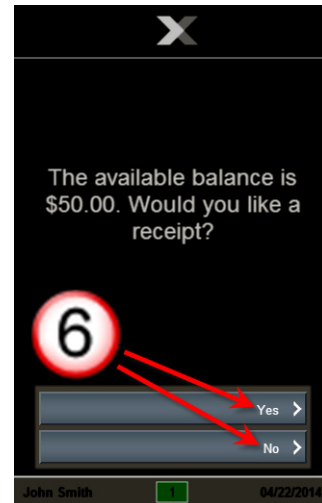 The available balance is
$50.00. Would you like a
receipt?
6
Yes
No
John Smith 1 04/22/2014